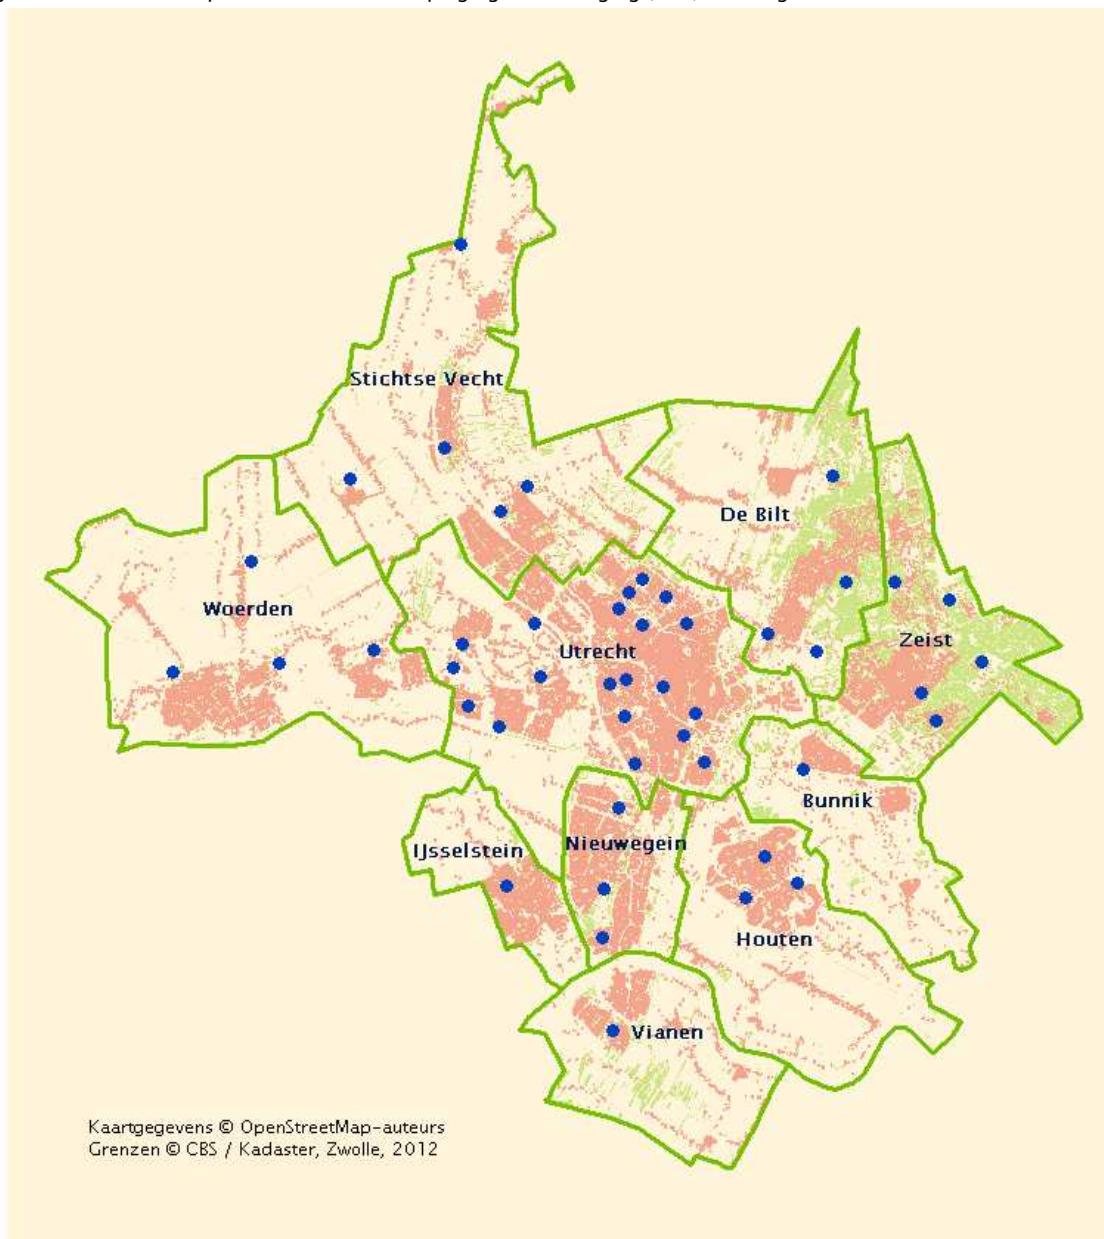 Stichtse Vecht
De Bilt
Woerden
Utrecht
Zeist
Bunnik
IJsselstein
Nieuwegein
Houten
Vianen
Kaartgegevens © OpenStreetMap-auteurs
Grenzen © CBS / Kadaster, Zwolle, 2012